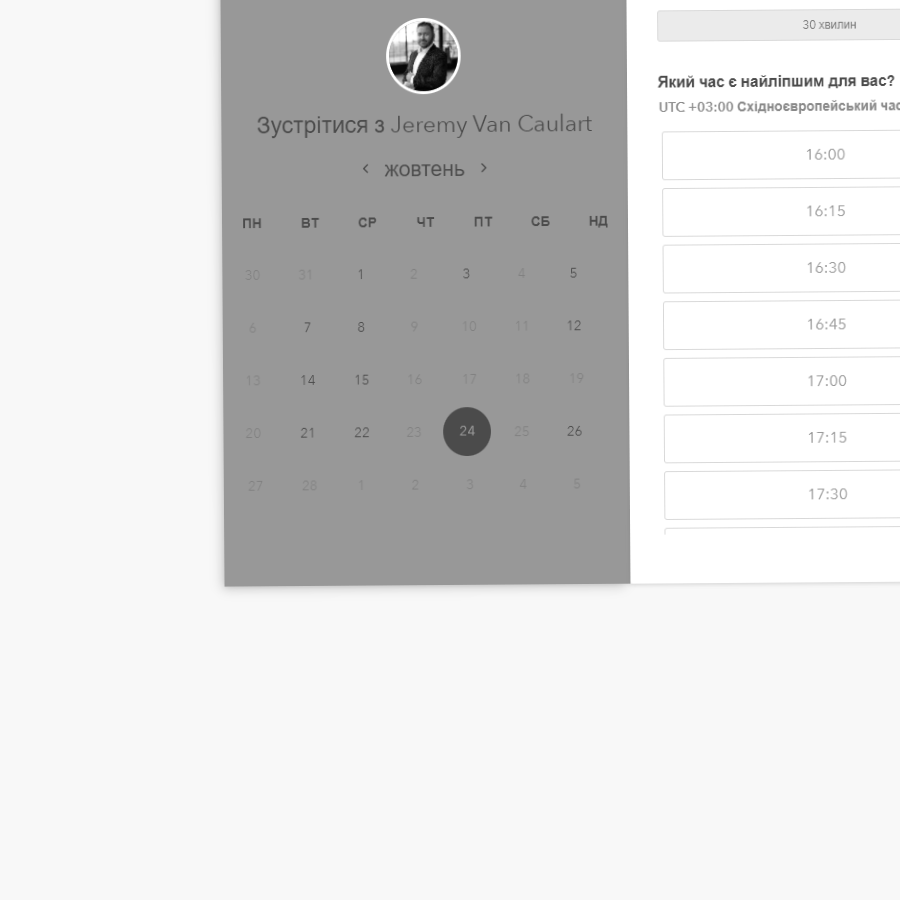 Зустрітися з Jeremy Van Caulart
жовтень
ПН ВТ СР ЧТ ПТ СБ НД
30 31 1 2 3 4 5
6 7 8 9 10 11 12
13 14 15 16 17 18 19
20 21 22 23 24 25 26
27 28 1 2 3 4 5
30 хвилин
Який час є найліпшим для вас?
UTC +03:00 Східноєвропейський
16:00
16:15
16:30
16:45
17:00
17:15
17:30